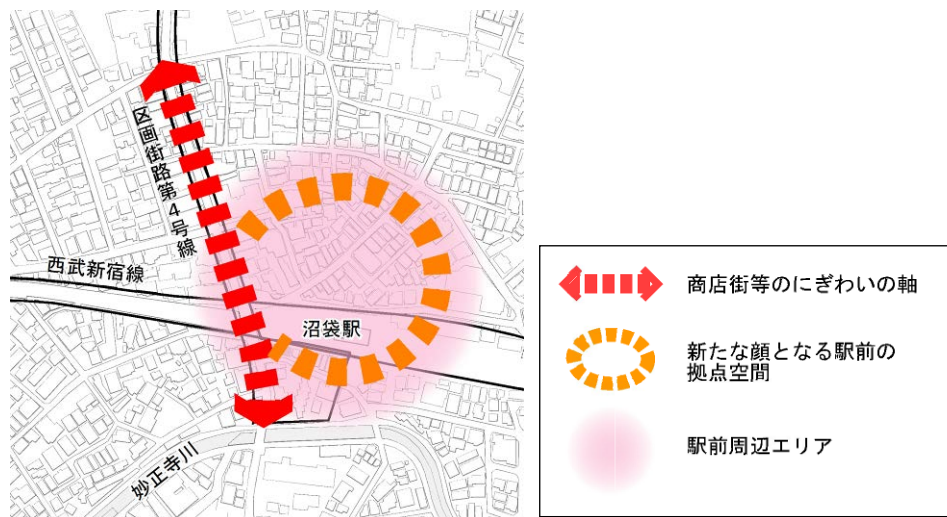 区画街路第4号線
西武新宿線
沼袋駅
妙正寺川
商店街等のにぎわいの軸
新たな顔となる駅前の
拠点空間
駅前周辺エリア